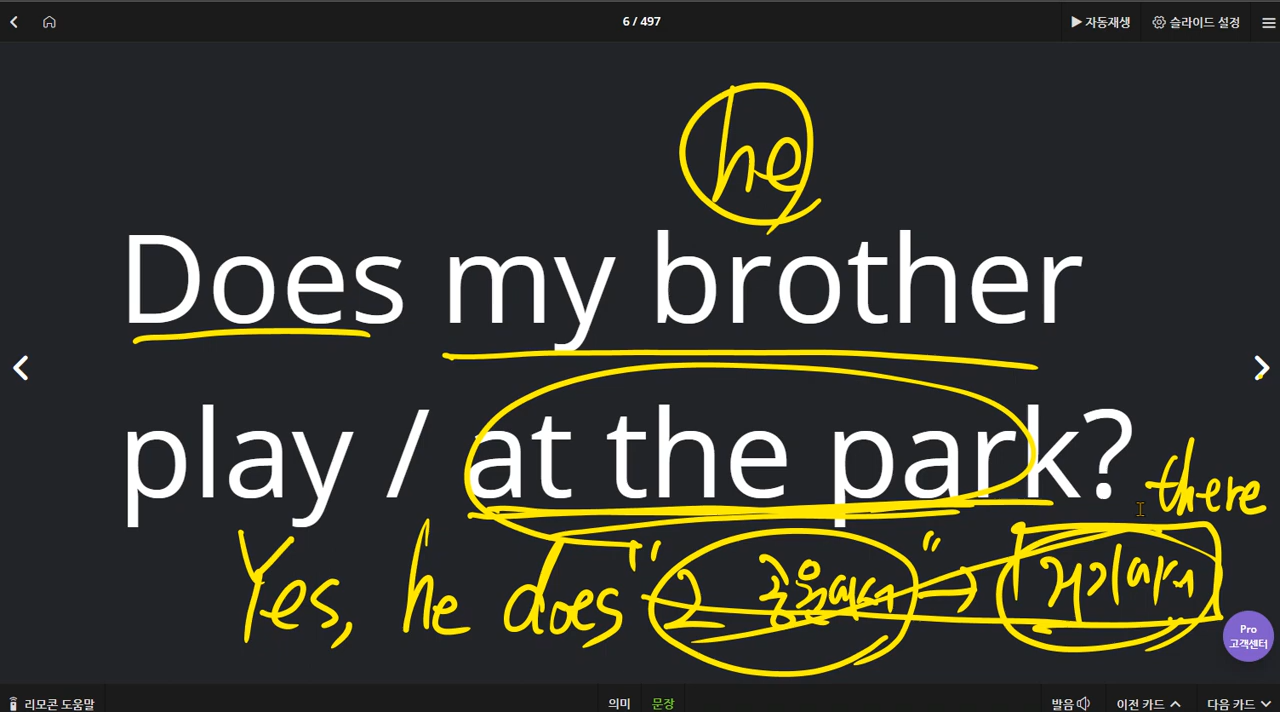 6 / 497
자동재생
슬라이드 설정
he
Does my brother
play / at the park?
there
Yes, he does "그 공원에서" → 거기에서
Pro
고객센터
리모콘 도움말
의미
문장
발음
이전 카드
다음 카드